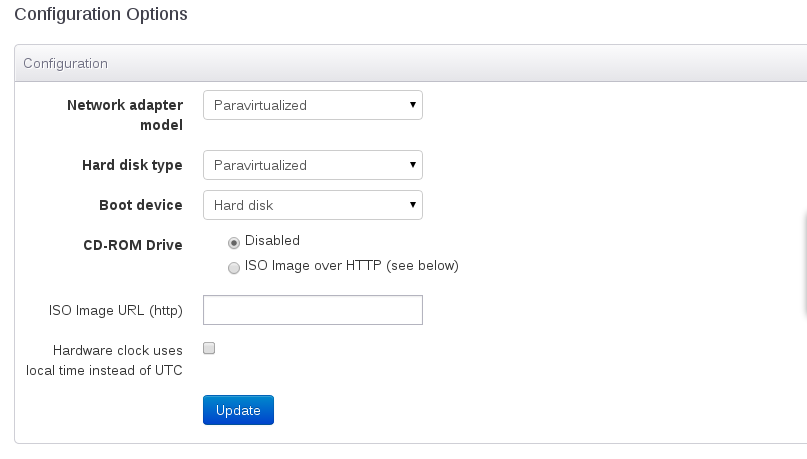 Configuration Options
Configuration
Network adapter
model
Paravirtualized
Hard disk type
Paravirtualized
Boot device
Hard disk
CD-ROM Drive
Disabled
ISO Image over HTTP (see below)
ISO Image URL (http)
Hardware clock uses
local time instead of UTC
Update